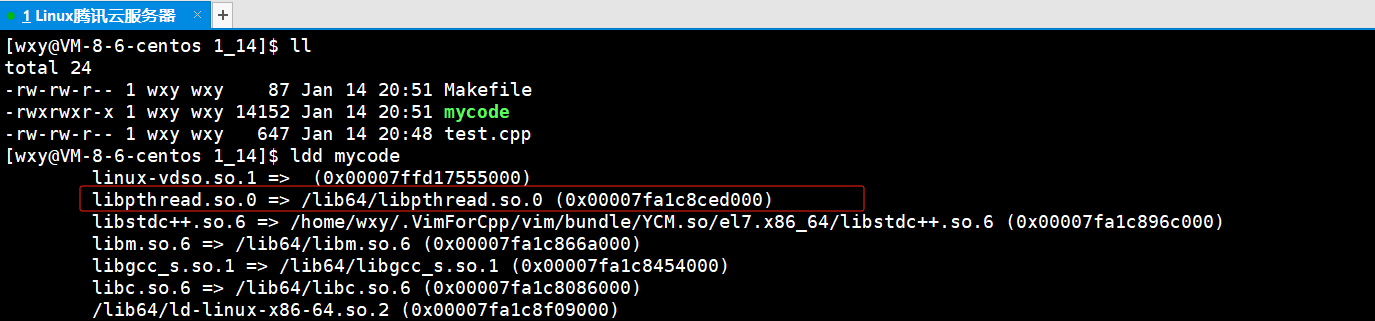 1 Linux腾讯云服务器 × +
[wxy@VM-8-6-centos 1_14]$ ll
total 24
-rw-rw-r-- 1 wxy wxy    87 Jan 14 20:51 Makefile
-rwxrwxr-x 1 wxy wxy 14152 Jan 14 20:51 mycode
-rw-rw-r-- 1 wxy wxy   647 Jan 14 20:48 test.cpp
[wxy@VM-8-6-centos 1_14]$ ldd mycode
        linux-vdso.so.1 =>  (0x00007ffd17555000)
        libpthread.so.0 => /lib64/libpthread.so.0 (0x00007fa1c8ced000)
        libstdc++.so.6 => /home/wxy/.VimForCpp/vim/bundle/YCM.so/el7.x86_64/libstdc++.so.6 (0x00007fa1c896c000)
        libm.so.6 => /lib64/libm.so.6 (0x00007fa1c866a000)
        libgcc_s.so.1 => /lib64/libgcc_s.so.1 (0x00007fa1c8454000)
        libc.so.6 => /lib64/libc.so.6 (0x00007fa1c8086000)
        /lib64/ld-linux-x86-64.so.2 (0x00007fa1c8f09000)